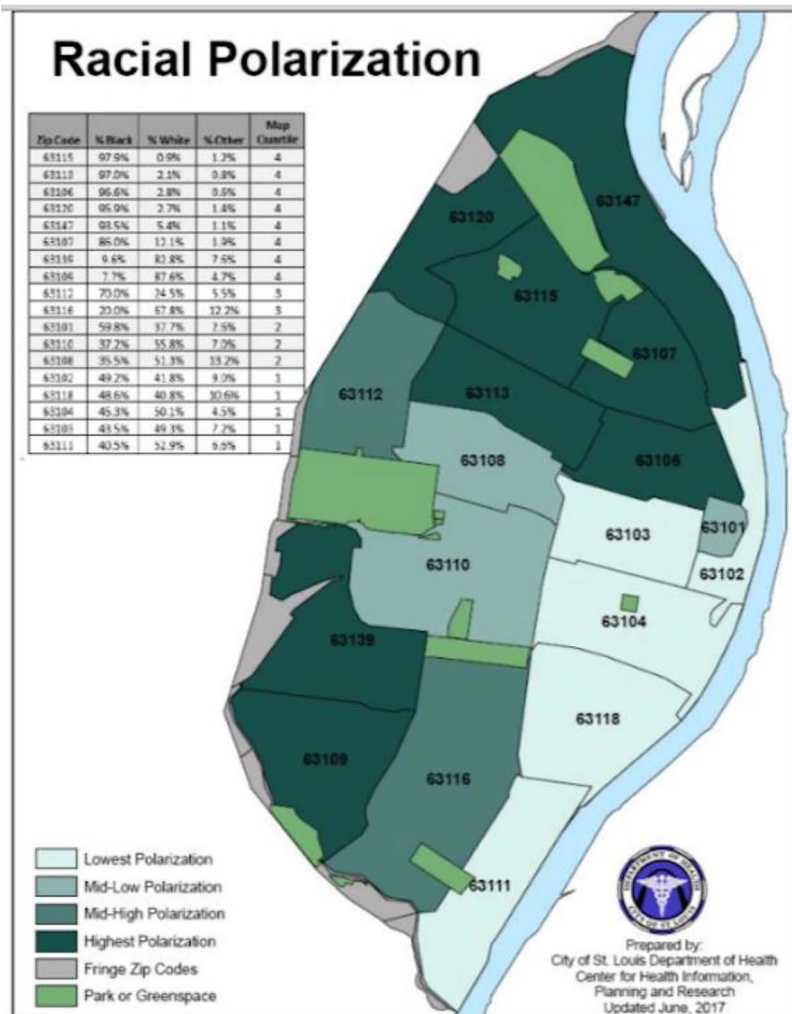 Racial Polarization
Zip Code % Black % White % Other Map Quartile
63115 97.9% 0.9% 1.2% 4
63113 97.0% 2.1% 0.8% 4
63106 96.6% 2.8% 0.6% 4
63120 95.9% 2.7% 1.4% 4
63147 93.5% 5.4% 1.1% 4
63107 86.0% 12.1% 1.9% 4
63139 9.6% 82.8% 7.6% 4
63109 7.7% 87.6% 4.7% 4
63112 70.0% 24.5% 5.5% 3
63116 20.0% 67.8% 12.2% 3
63101 59.8% 37.7% 2
63110 37.2% 55.8% 7.0% 2
63108 35.5% 51.3% 13.2% 2
63102 49.2% 41.8% 9.0% 1
63118 48.6% 40.8% 10.6% 1
63104 45.3% 50.1% 4.5% 1
63103 43.5% 49.3% 7.2% 1
63111 40.5% 52.9% 6.6% 1
63147
63120
63115
63107
63112
63113
63108
63106
63103
63101
63110
63102
63104
63139
63118
63109
63116
63111
Lowest Polarization
Mid-Low Polarization
Mid-High Polarization
Highest Polarization
Fringe Zip Codes
Park or Greenspace
DEPARTMENT OF HEALTH
CITY OF ST. LOUIS
Prepared by:
City of St. Louis Department of Health
Center for Health Information,
Planning and Research
Updated June, 2017